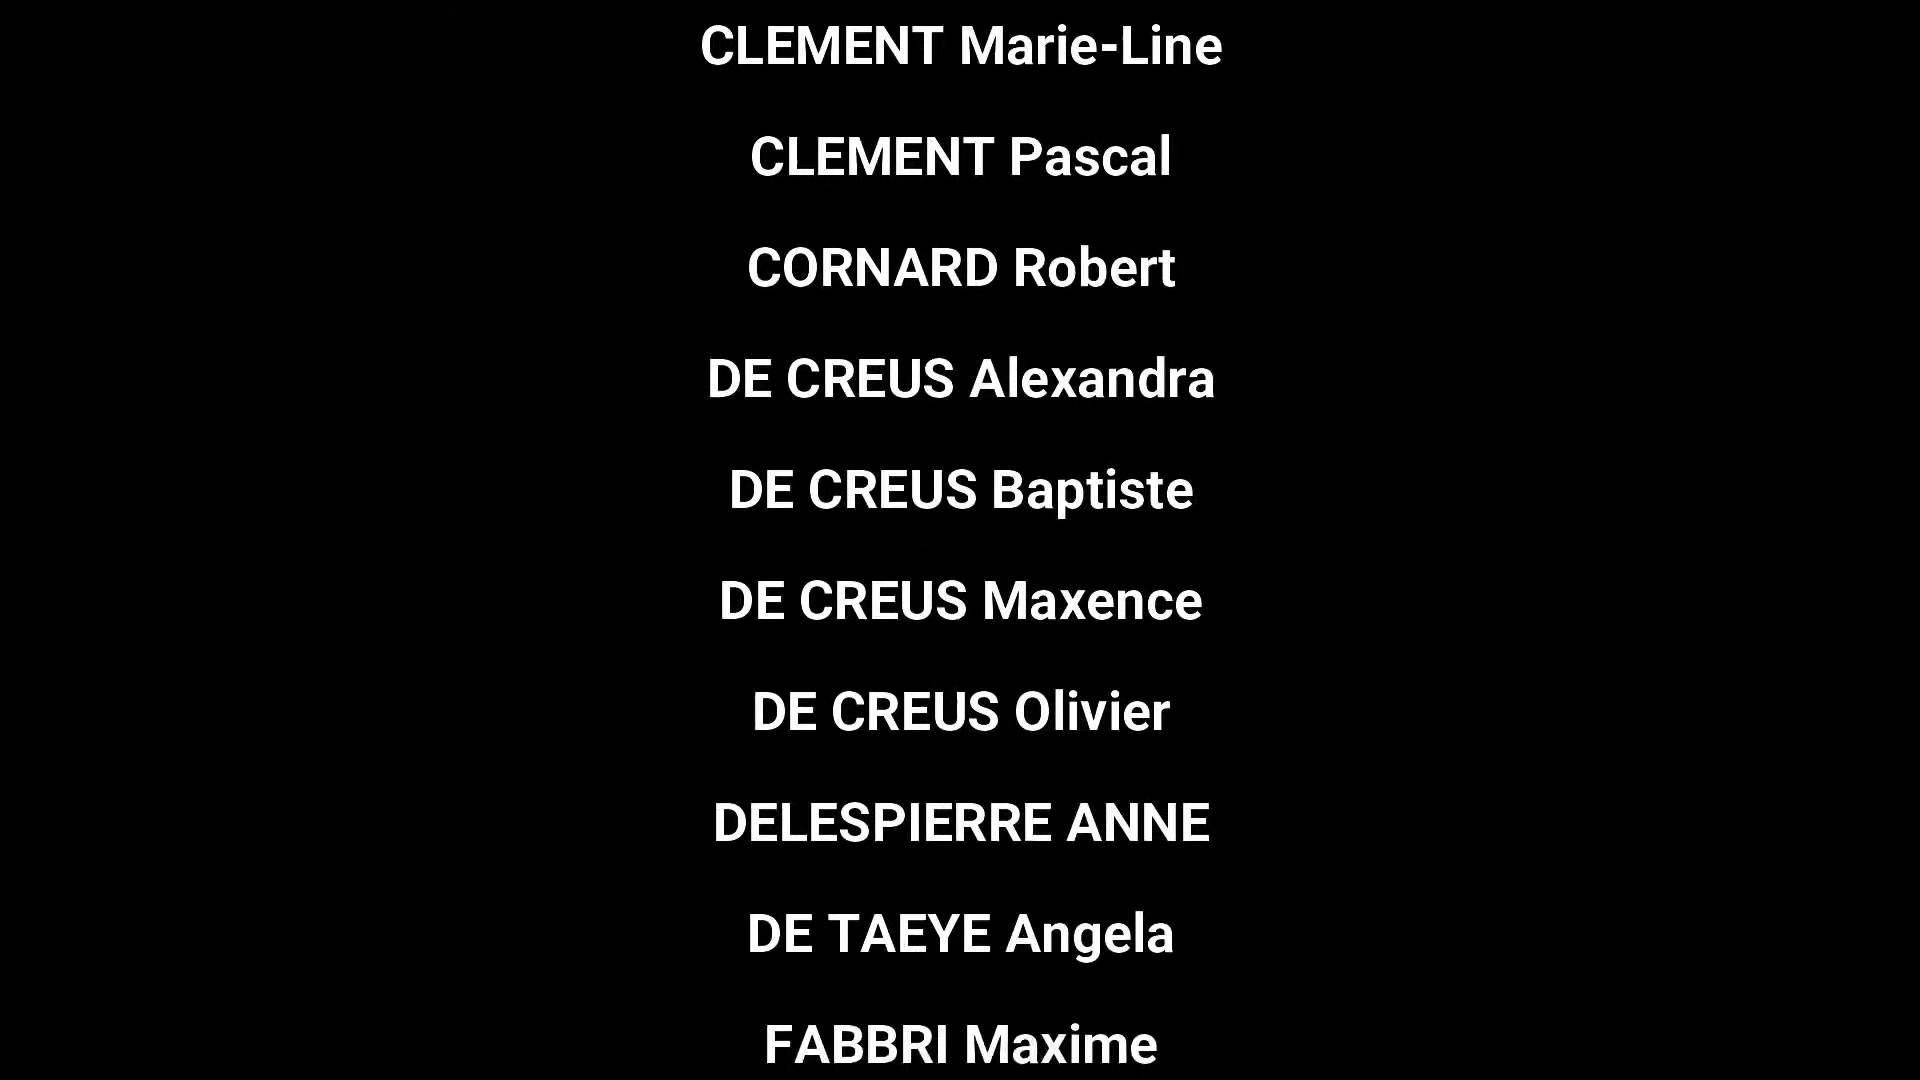 CLEMENT Marie-Line
CLEMENT Pascal
CORNARD Robert
DE CREUS Alexandra
DE CREUS Baptiste
DE CREUS Maxence
DE CREUS Olivier
DELESPIERRE ANNE
DE TAEYE Angela
FABBRI Maxime